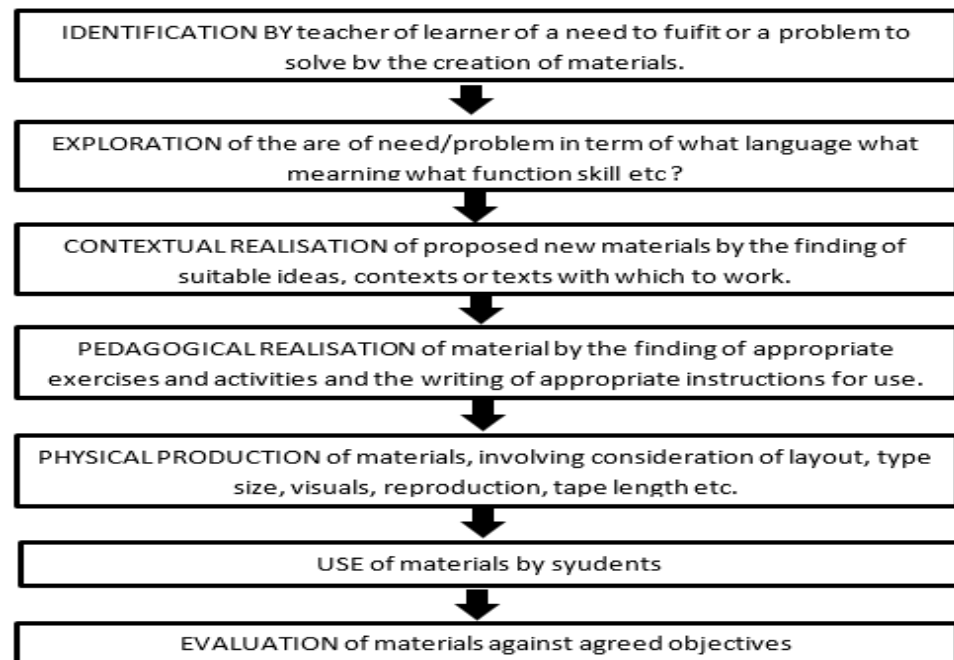 IDENTIFICATION BY teacher of learner of a need to fuifit or a problem to
solve by the creation of materials.
EXPLORATION of the are of need/problem in term of what language what
mearning what function skill etc ?
CONTEXTUAL REALISATION of proposed new materials by the finding of
suitable ideas, contexts or texts with which to work.
PEDAGOGICAL REALISATION of material by the finding of appropriate
exercises and activities and the writing of appropriate instructions for use.
PHYSICAL PRODUCTION of materials, involving consideration of layout, type
size, visuals, reproduction, tape length etc.
USE of materials by syudents
EVALUATION of materials against agreed objectives